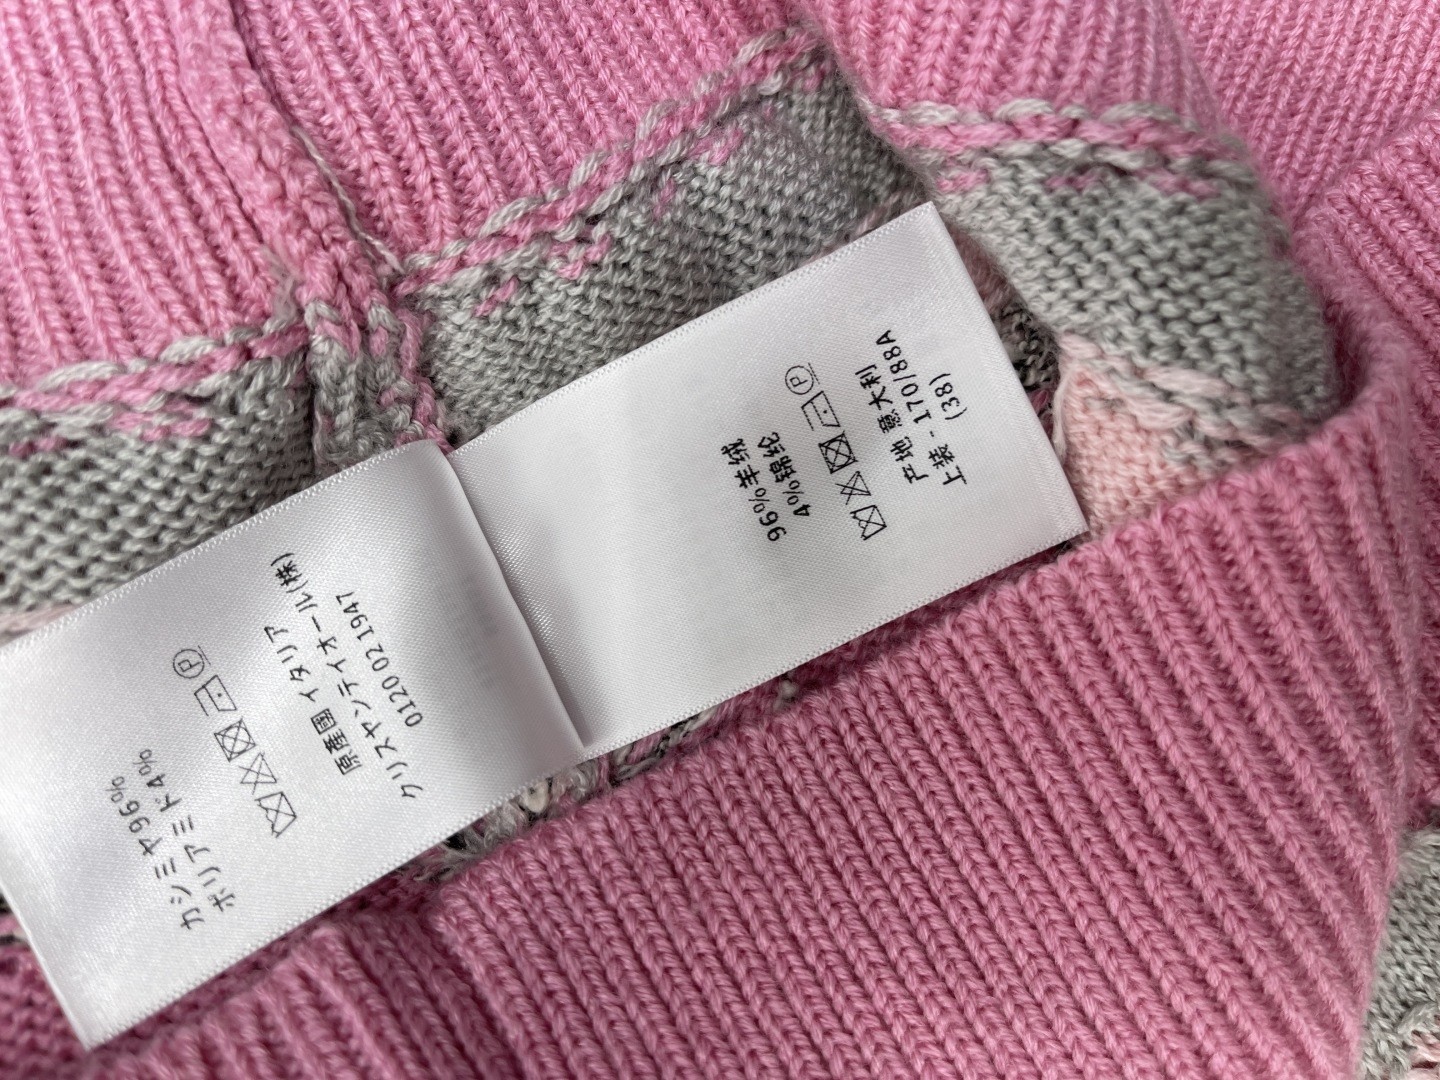 カシミヤ96%
ポリアミド4%
原産国 イタリア
クリスヤンディオール(株)
0120 02 1947
96%羊绒
4%锦纶
产地 意大利
上装 - 170/88A
(38)